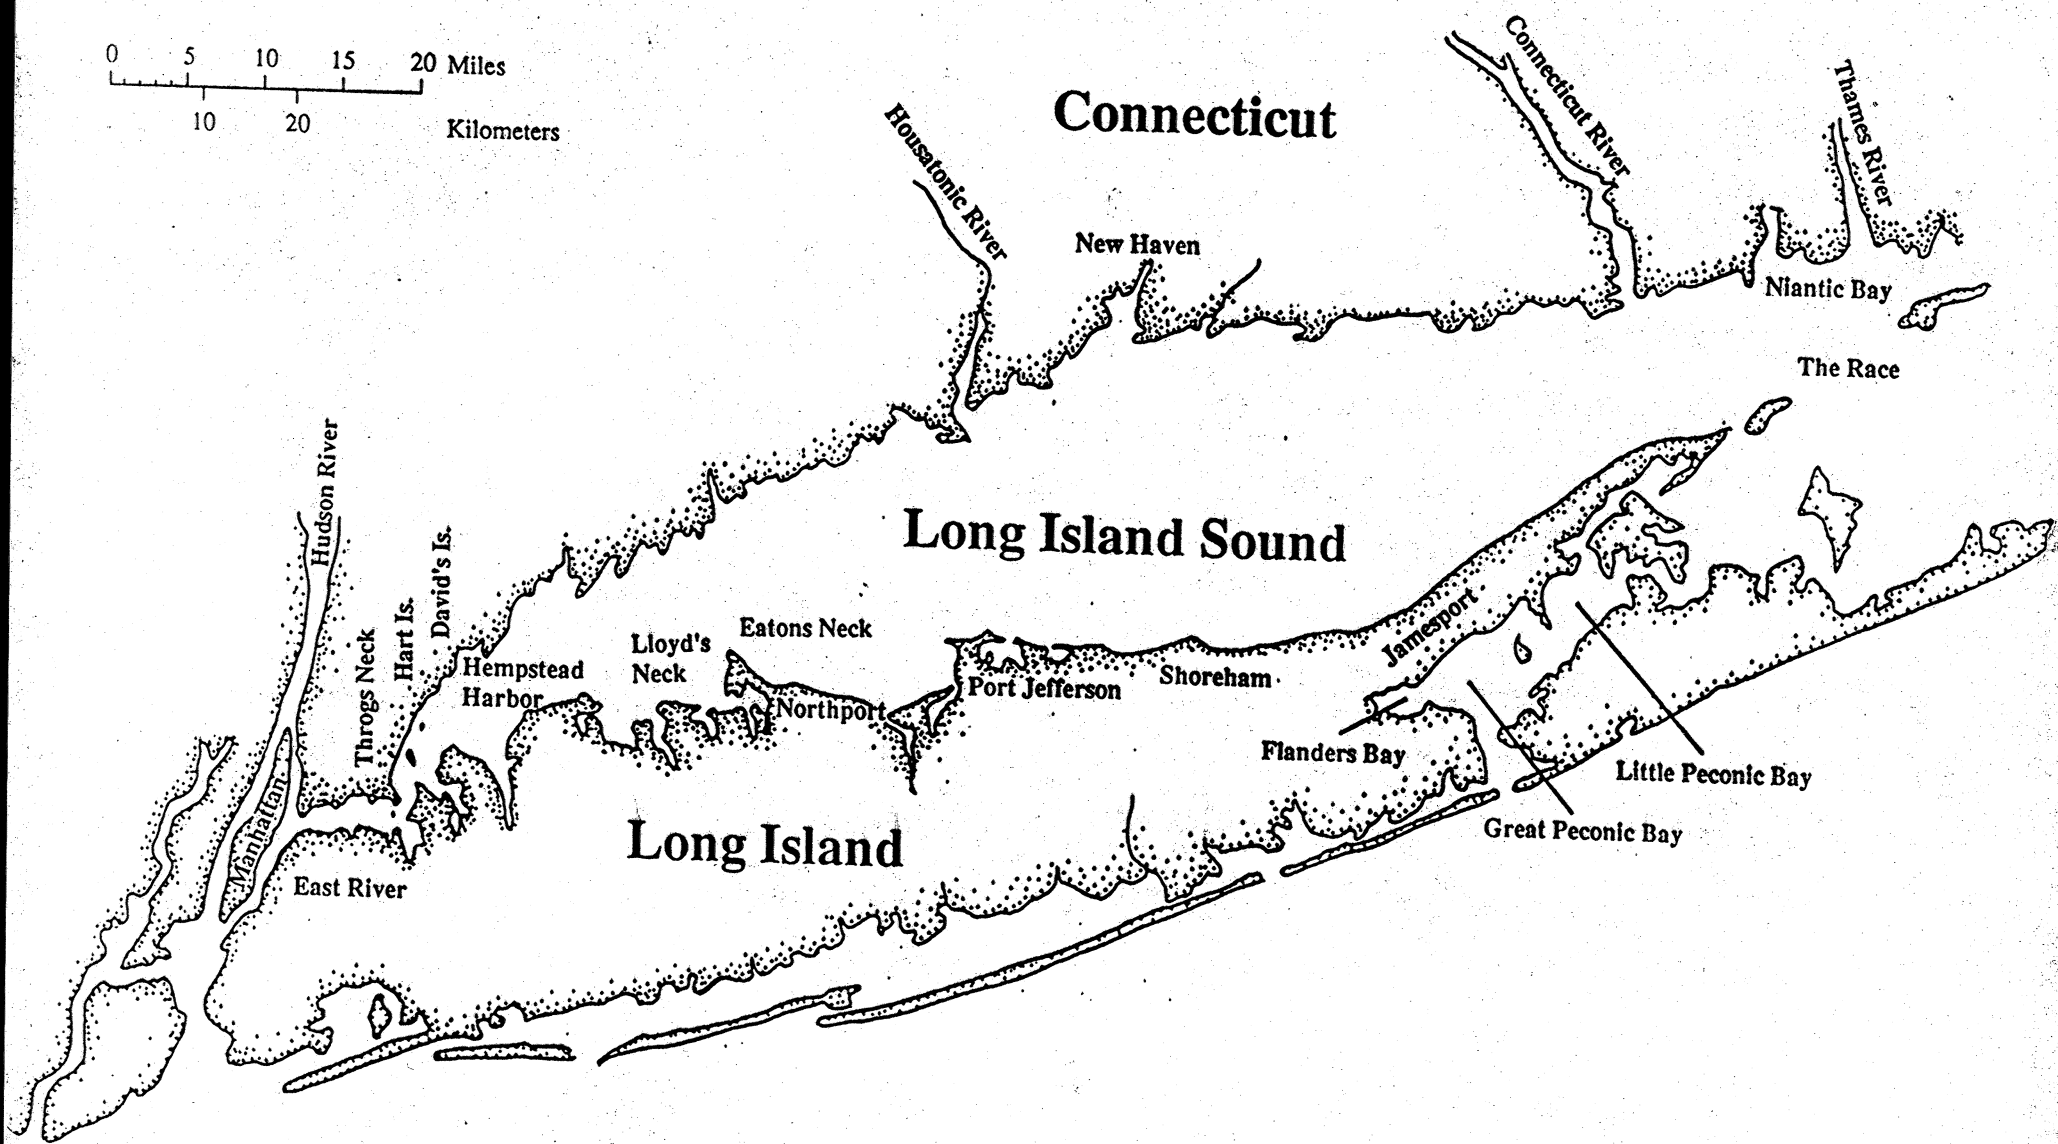 0 5 10 15 20 Miles
10 20 Kilometers
Connecticut
Housatonic River
New Haven
Connecticut River
Thames River
Niantic Bay
The Race
Hudson River
Long Island Sound
Throgs Neck
Hart Is.
David's Is.
Hempstead
Harbor
Lloyd's
Neck
Eatons Neck
Northport
Port Jefferson
Shoreham
Jamesport
Flanders Bay
Little Peconic Bay
Great Peconic Bay
Manhattan
East River
Long Island